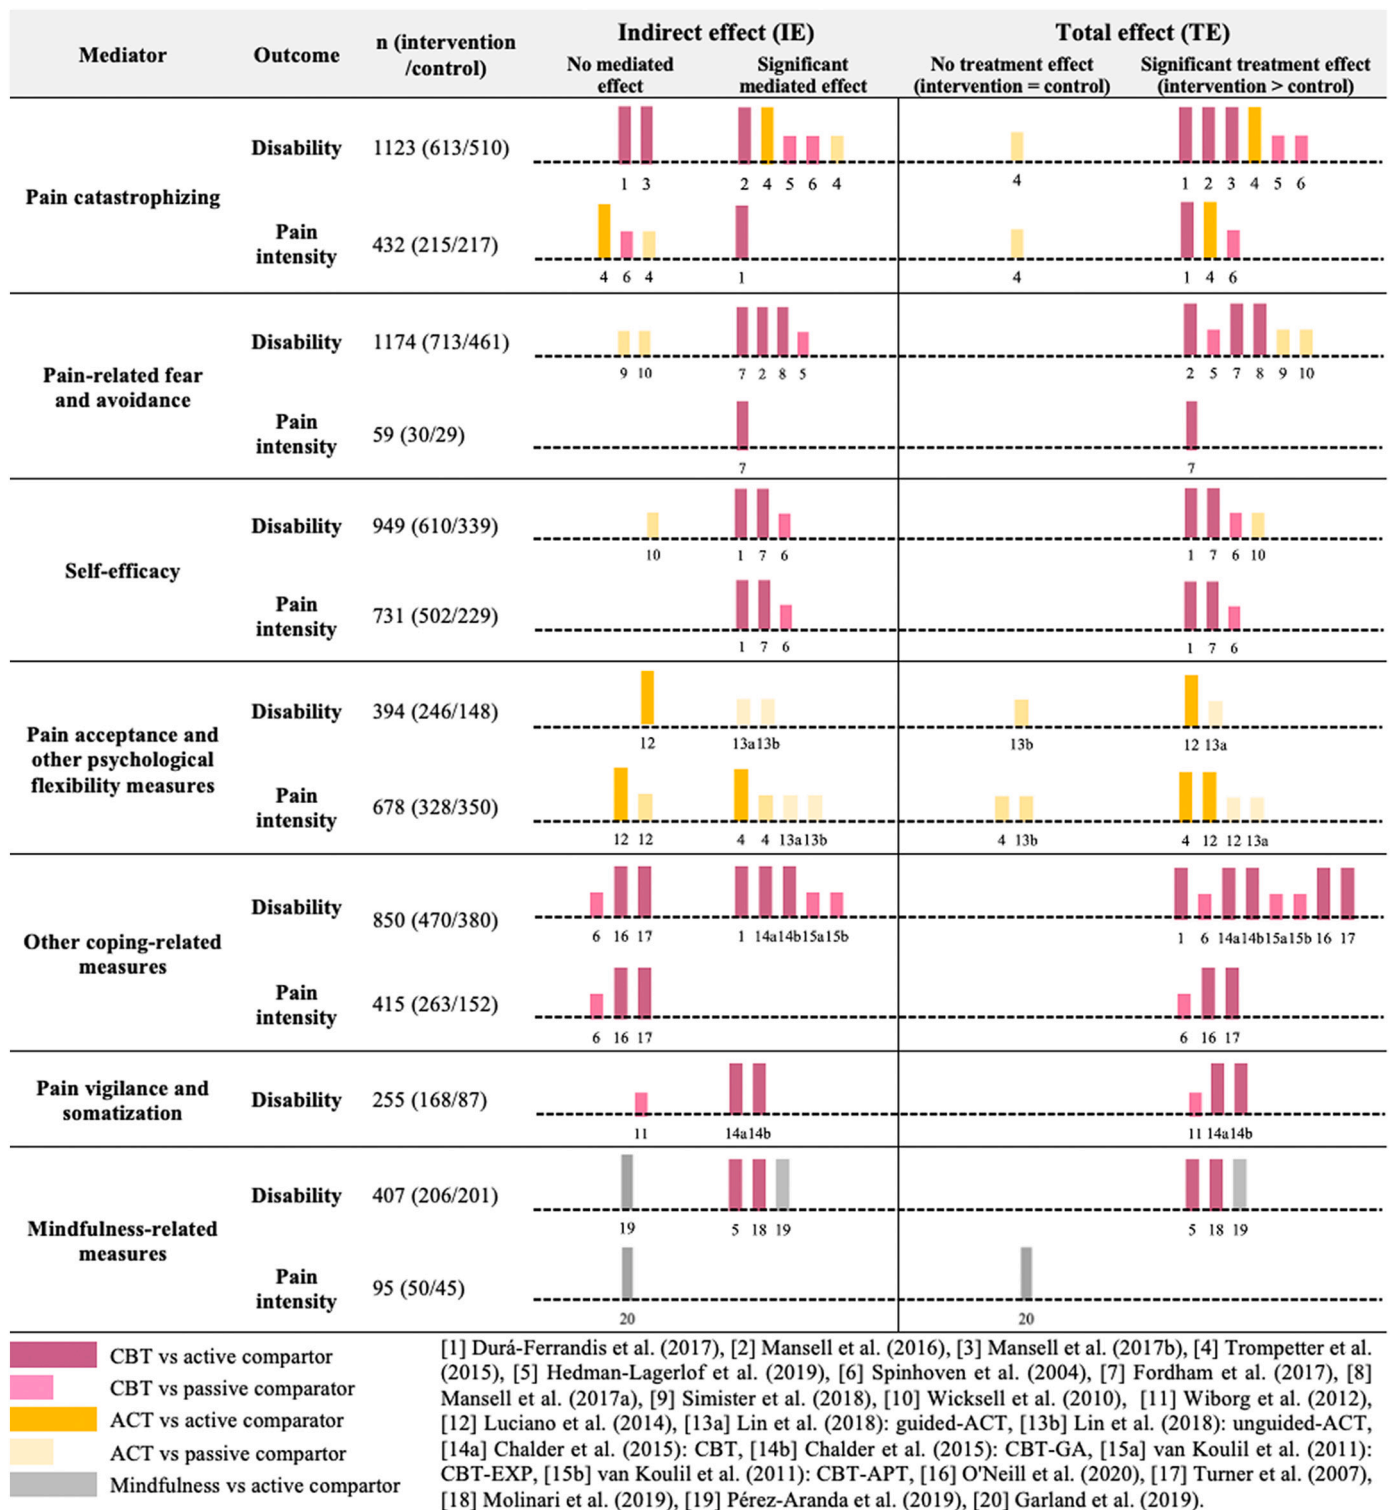 Mediator
Outcome
n (intervention
/control)
Indirect effect (IE)
Total effect (TE)
No mediated
effect
Significant
mediated effect
No treatment effect
(intervention = control)
Significant treatment effect
(intervention > control)
Pain catastrophizing
Disability
1123 (613/510)
1 3
2 4 5 6 4
4
1 2 3 4 5 6
Pain
intensity
432 (215/217)
4 6 4
1
4
1 4 6
Pain-related fear
and avoidance
Disability
1174 (713/461)
9 10
7 2 8 5
2 5 7 8 9 10
Pain
intensity
59 (30/29)
7
7
Self-efficacy
Disability
949 (610/339)
10
1 7 6
1 7 6 10
Pain
intensity
731 (502/229)
1 7 6
1 7 6
Pain acceptance and
other psychological
flexibility measures
Disability
394 (246/148)
12
13a 13b
13b
12 13a
Pain
intensity
678 (328/350)
12 12
4 4 13a 13b
4 13b
4 12 12 13a
Other coping-related
measures
Disability
850 (470/380)
6 16 17
1 14a 14b 15a 15b
1 6 14a 14b 15a 15b 16 17
Pain
intensity
415 (263/152)
6 16 17
6 16 17
Pain vigilance and
somatization
Disability
255 (168/87)
11
14a 14b
11 14a 14b
Mindfulness-related
measures
Disability
407 (206/201)
19
5 18 19
5 18 19
Pain
intensity
95 (50/45)
20
20
CBT vs active compartor
CBT vs passive comparator
ACT vs active comparator
ACT vs passive compartor
Mindfulness vs active compartor
[1] Durá-Ferrandis et al. (2017), [2] Mansell et al. (2016), [3] Mansell et al. (2017b), [4] Trompetter et al.
(2015), [5] Hedman-Lagerlof et al. (2019), [6] Spinhoven et al. (2004), [7] Fordham et al. (2017), [8]
Mansell et al. (2017a), [9] Simister et al. (2018), [10] Wicksell et al. (2010), [11] Wiborg et al. (2012),
[12] Luciano et al. (2014), [13a] Lin et al. (2018): guided-ACT, [13b] Lin et al. (2018): unguided-ACT,
[14a] Chalder et al. (2015): CBT, [14b] Chalder et al. (2015): CBT-GA, [15a] van Koulil et al. (2011):
CBT-EXP, [15b] van Koulil et al. (2011): CBT-APT, [16] O'Neill et al. (2020), [17] Turner et al. (2007),
[18] Molinari et al. (2019), [19] Pérez-Aranda et al. (2019), [20] Garland et al. (2019).